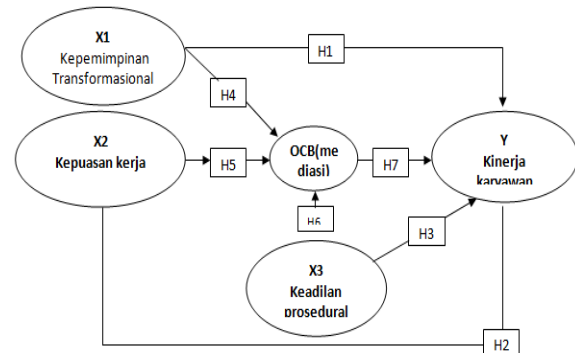 X1
Kepemimpinan
Transformasional
H1
H4
X2
Kepuasan kerja
H5
OCB(me
diasi)
H7
Y
Kinerja
karyawan
H6
H3
X3
Keadilan
prosedural
H2